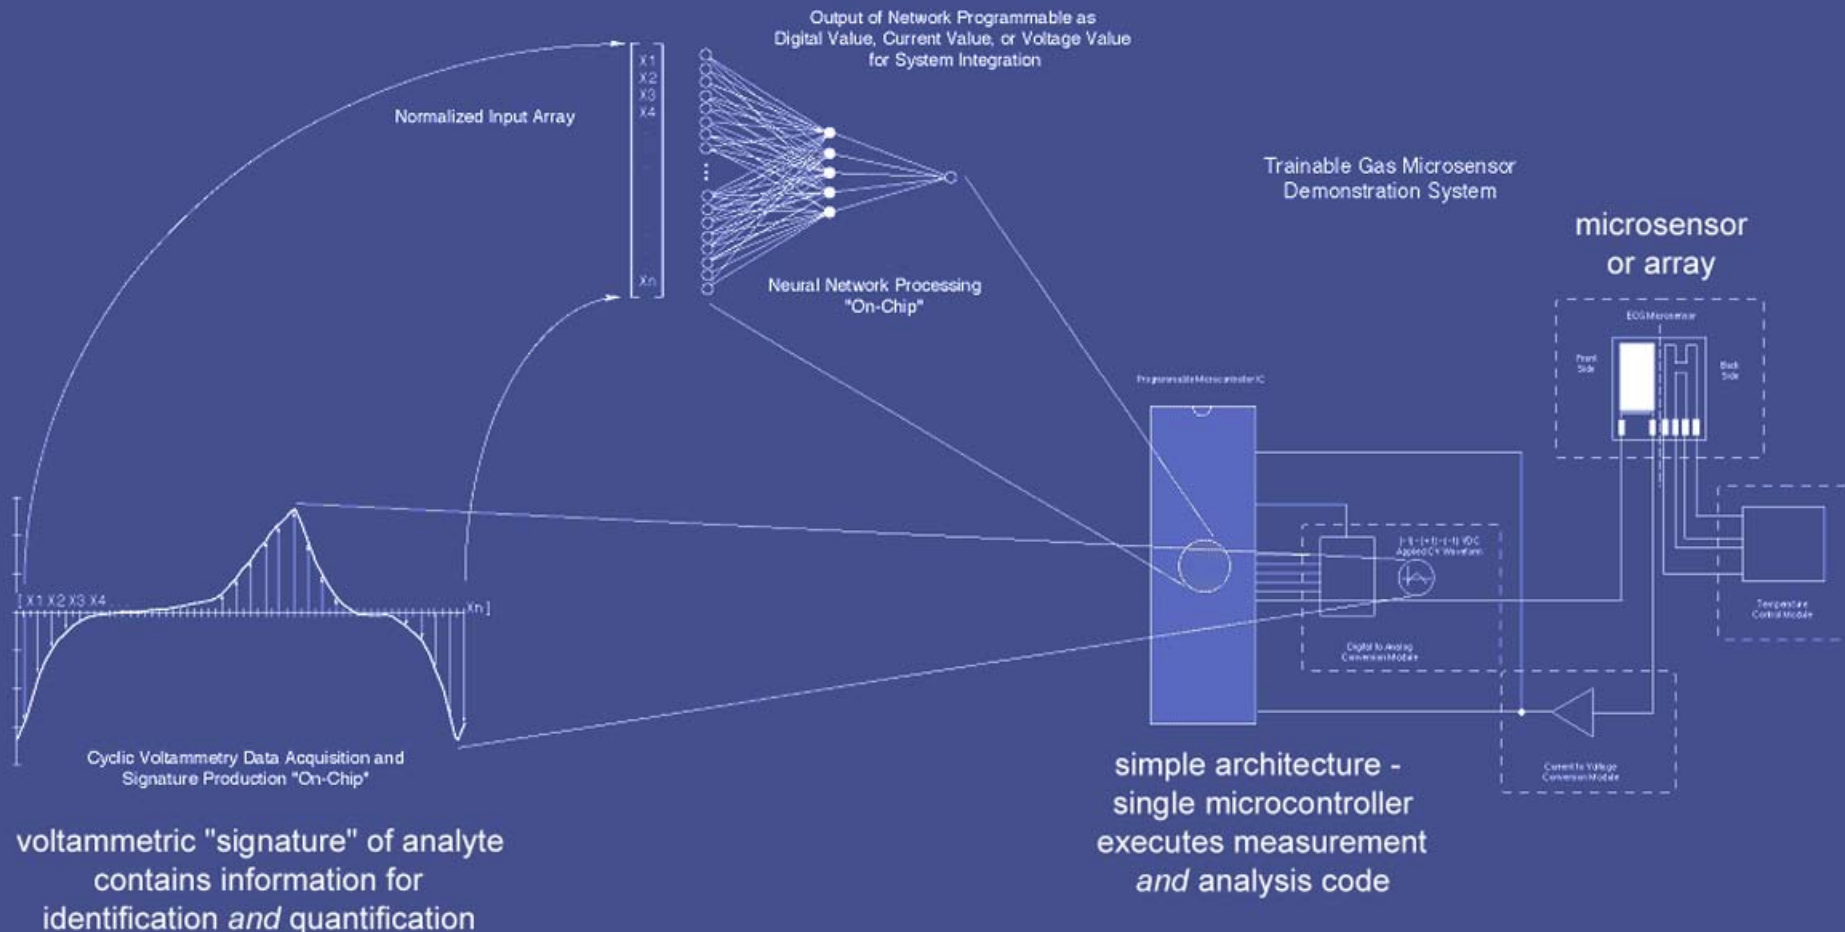 Output of Network Programmable as
Digital Value, Current Value, or Voltage Value
for System Integration
X1
X2
X3
X4
Xn
Normalized Input Array
Neural Network Processing
"On-Chip"
Trainable Gas Microsensor
Demonstration System
microsensor
or array
ECG Microsensor
Front
Side
Back
Side
Programmable Microcontroller IC
Applied CV Waveform
Digital to Analog
Conversion Module
Temperature
Control Module
Current to Voltage
Conversion Module
[ X1 X2 X3 X4
Xn ]
Cyclic Voltammetry Data Acquisition and
Signature Production "On-Chip"
voltammetric "signature" of analyte
contains information for
identification and quantification
simple architecture -
single microcontroller
executes measurement
and analysis code